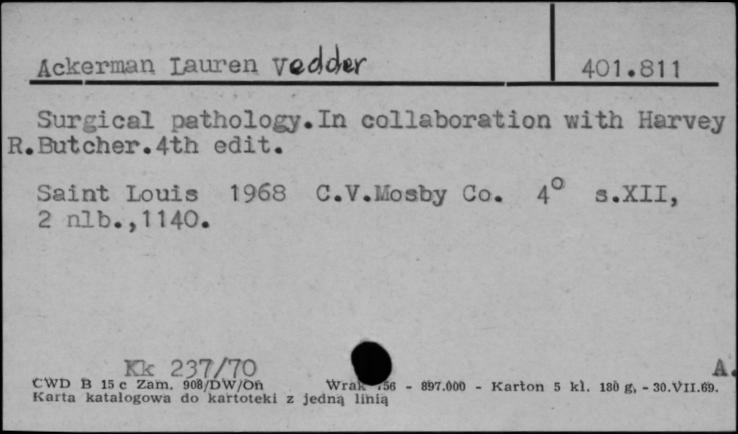 Ackerman Lauren Vedder 401.811
Surgical pathology.In collaboration with Harvey
R.Butcher.4th edit.
Saint Louis 1968 C.V.Mosby Co. 4° s.XII,
2 nlb.,1140.
Kk 237/70 A.
CWD B 15 c Zam. 908/DW/On Wrak 56 - 897.000 - Karton 5 kl. 180 g, - 30.VII.69.
Karta katalogowa do kartoteki z jedną linią